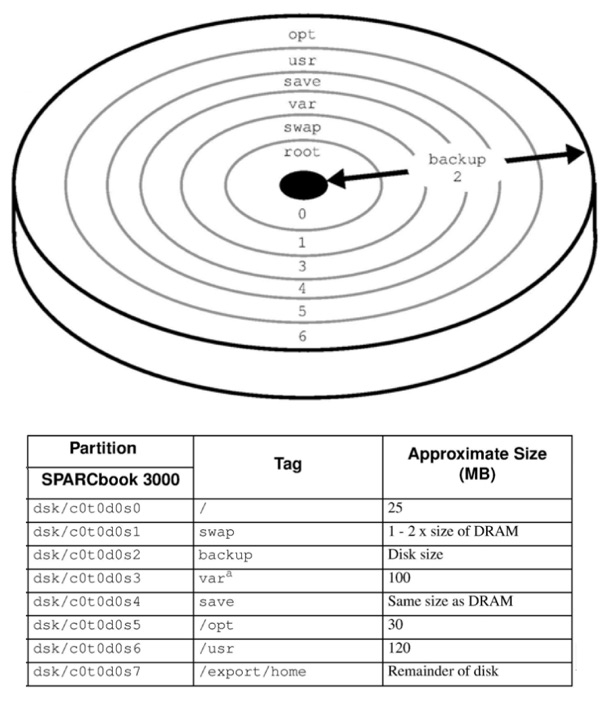 opt
usr
save
var
swap
root
backup
2
0
1
3
4
5
6
Partition
Tag
Approximate Size
(MB)
SPARCbook 3000
dsk/c0t0d0s0 / 25
dsk/c0t0d0s1 swap 1 - 2 x size of DRAM
dsk/c0t0d0s2 backup Disk size
dsk/c0t0d0s3 varᵃ 100
dsk/c0t0d0s4 save Same size as DRAM
dsk/c0t0d0s5 /opt 30
dsk/c0t0d0s6 /usr 120
dsk/c0t0d0s7 /export/home Remainder of disk